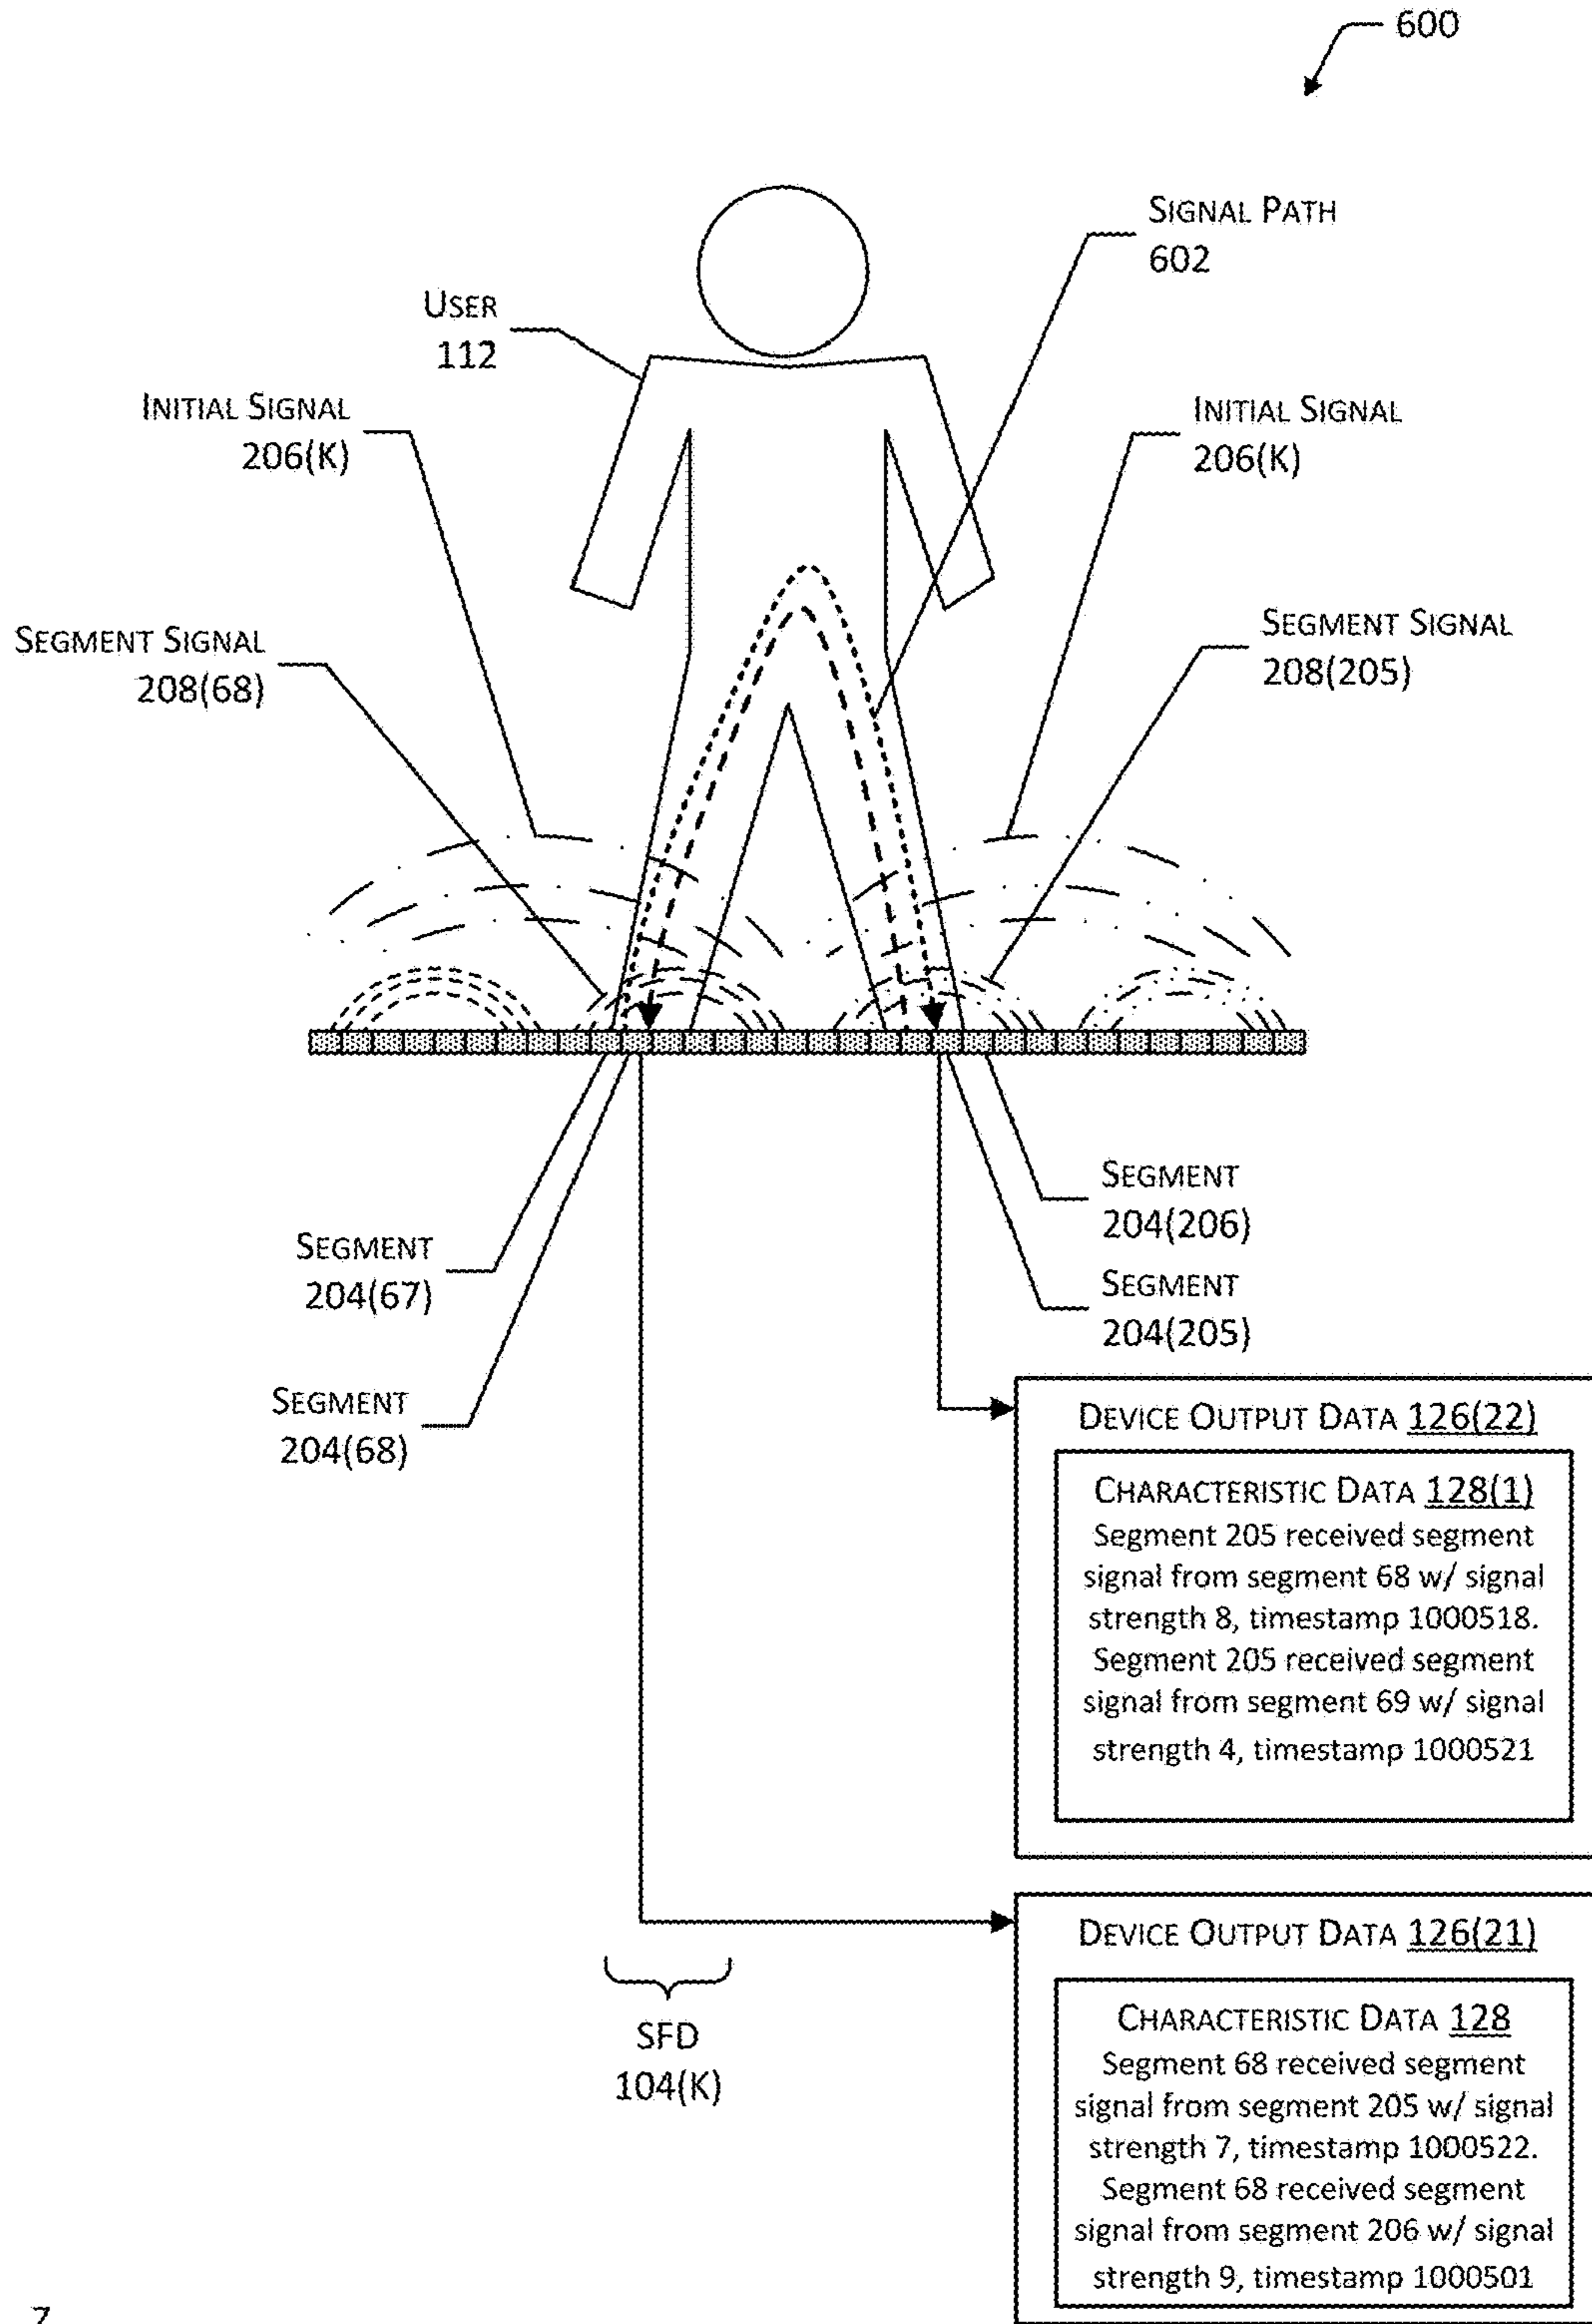 600
SIGNAL PATH
602
USER
112
INITIAL SIGNAL
206(K)
INITIAL SIGNAL
206(K)
SEGMENT SIGNAL
208(68)
SEGMENT SIGNAL
208(205)
SEGMENT
204(206)
SEGMENT
204(67)
SEGMENT
204(205)
SEGMENT
204(68)
DEVICE OUTPUT DATA 126(22)
CHARACTERISTIC DATA 128(1)
Segment 205 received segment
signal from segment 68 w/ signal
strength 8, timestamp 1000518.
Segment 205 received segment
signal from segment 69 w/ signal
strength 4, timestamp 1000521
DEVICE OUTPUT DATA 126(21)
CHARACTERISTIC DATA 128
Segment 68 received segment
signal from segment 205 w/ signal
strength 7, timestamp 1000522.
Segment 68 received segment
signal from segment 206 w/ signal
strength 9, timestamp 1000501
SFD
104(K)